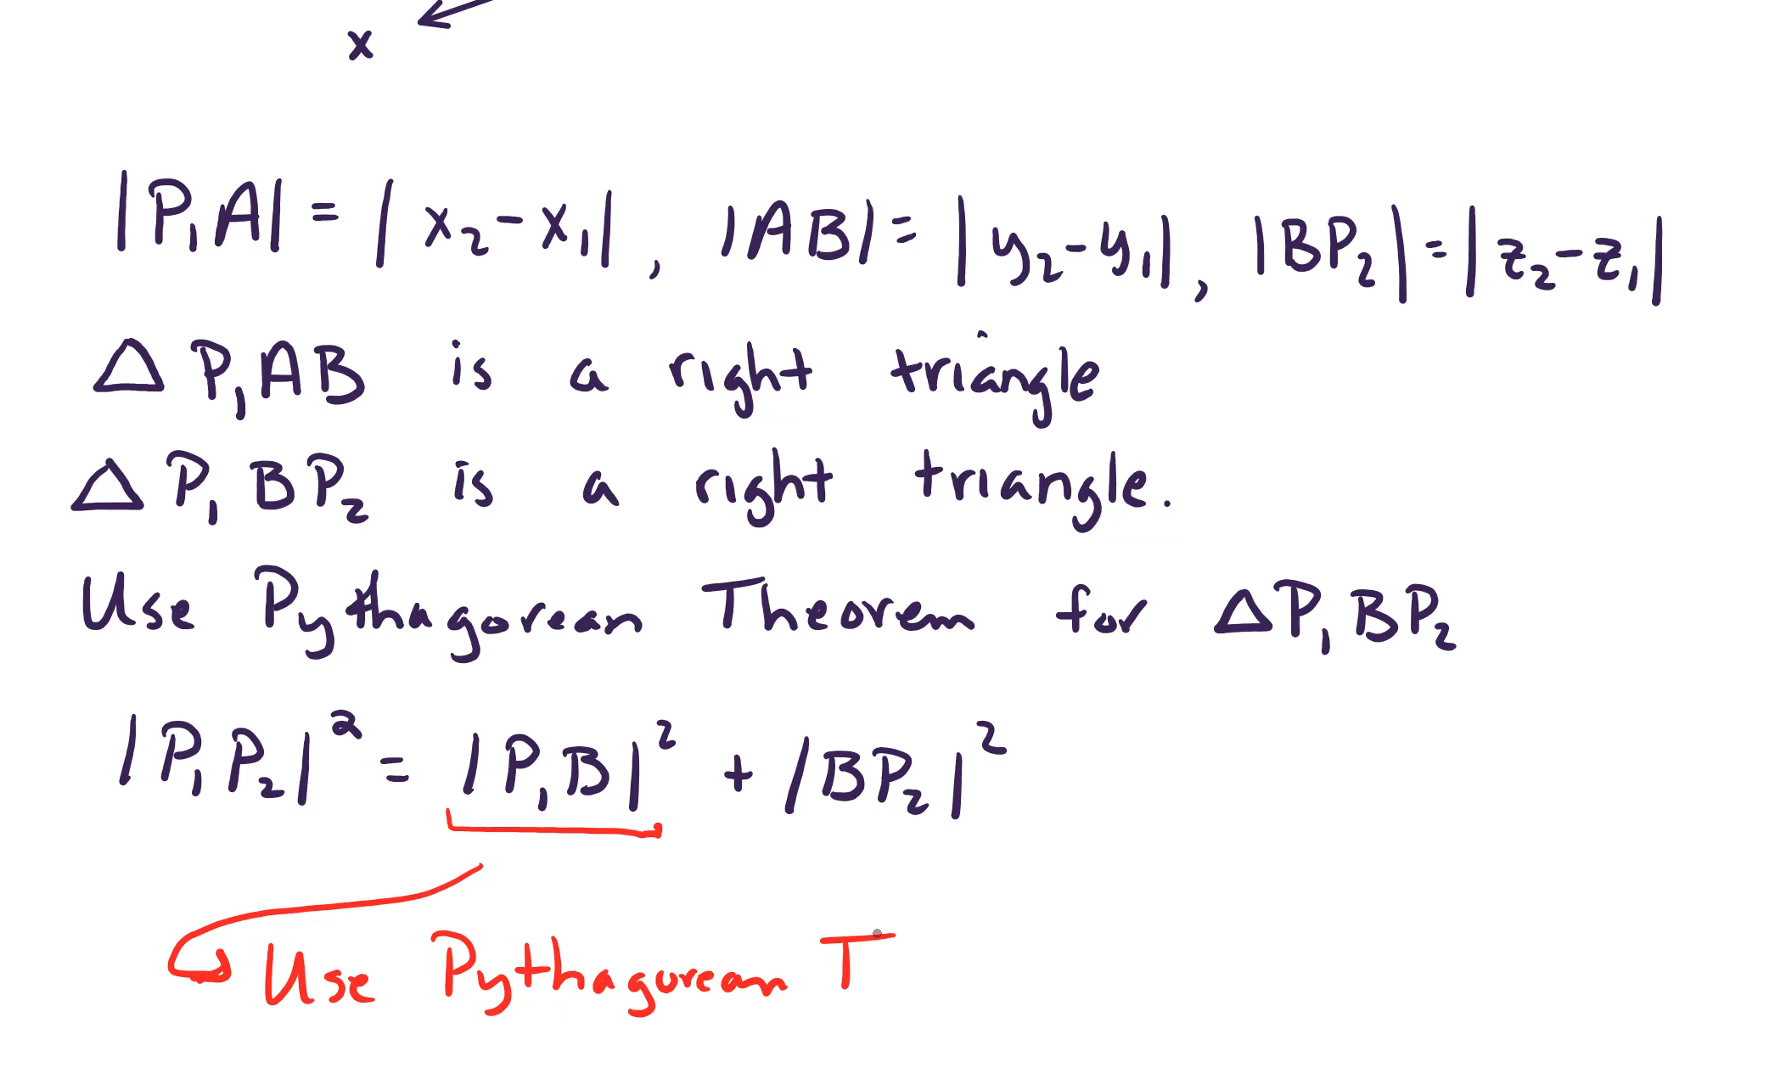 x
|P₁A| = |x₂-x₁|, |AB| = |y₂-y₁|, |BP₂| = |z₂-z₁|
△ P₁AB is a right triangle
△ P₁BP₂ is a right triangle.
Use Pythagorean Theorem for △P₁BP₂
|P₁P₂|² = |P₁B|² + |BP₂|²
Use Pythagorean T